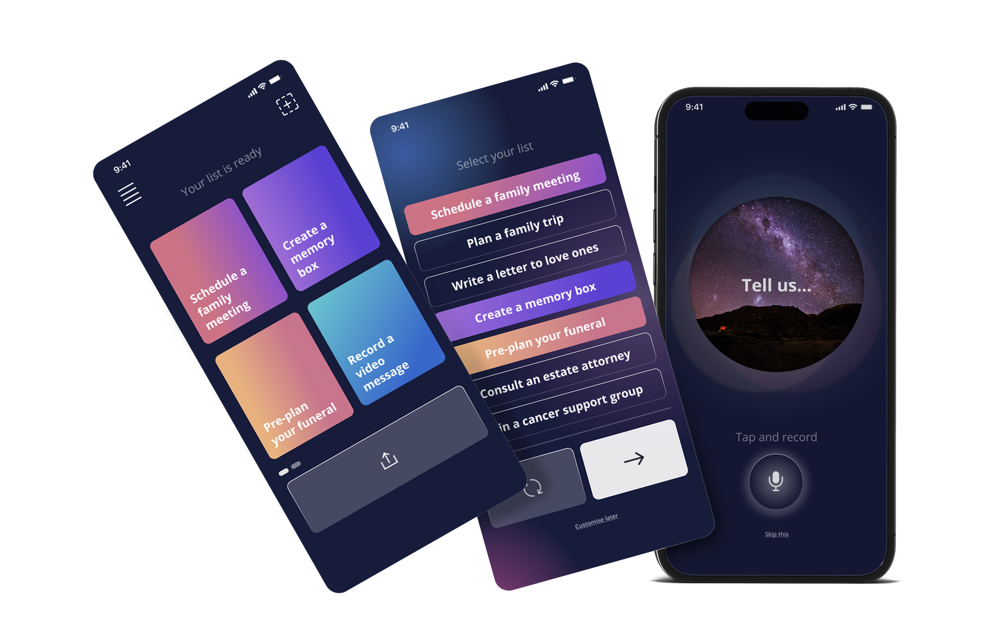 9:41
Your list is ready
Schedule a
family
meeting
Create a
memory
box
Pre-plan
your funeral
Record a
video
message
9:41
Select your list
Schedule a family meeting
Plan a family trip
Write a letter to love ones
Create a memory box
Pre-plan your funeral
Consult an estate attorney
in a cancer support group
Customise later
9:41
Tell us...
Tap and record
Skip this